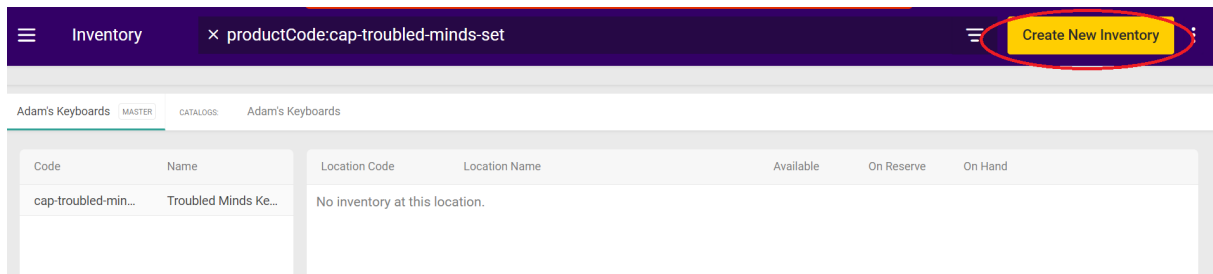 Inventory
× productCode:cap-troubled-minds-set
Create New Inventory
Adam's Keyboards MASTER CATALOGS: Adam's Keyboards
Code Name Location Code Location Name Available On Reserve On Hand
cap-troubled-min... Troubled Minds Ke... No inventory at this location.